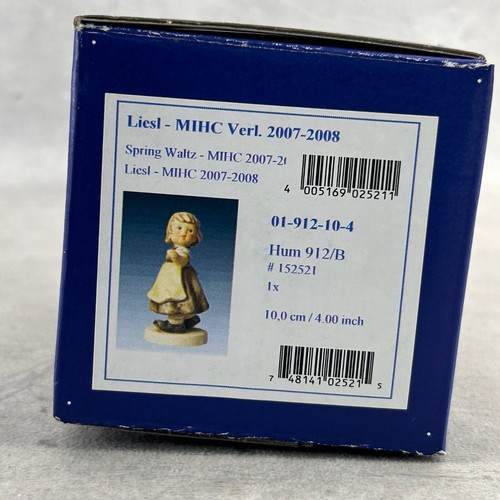 Liesl - MIHC Verl. 2007-2008
Spring Waltz - MIHC 2007-20
Liesl - MIHC 2007-2008
4 005169 025211
01-912-10-4
Hum 912/B
# 152521
1x
10,0 cm / 4.00 inch
7 48141 02521 5